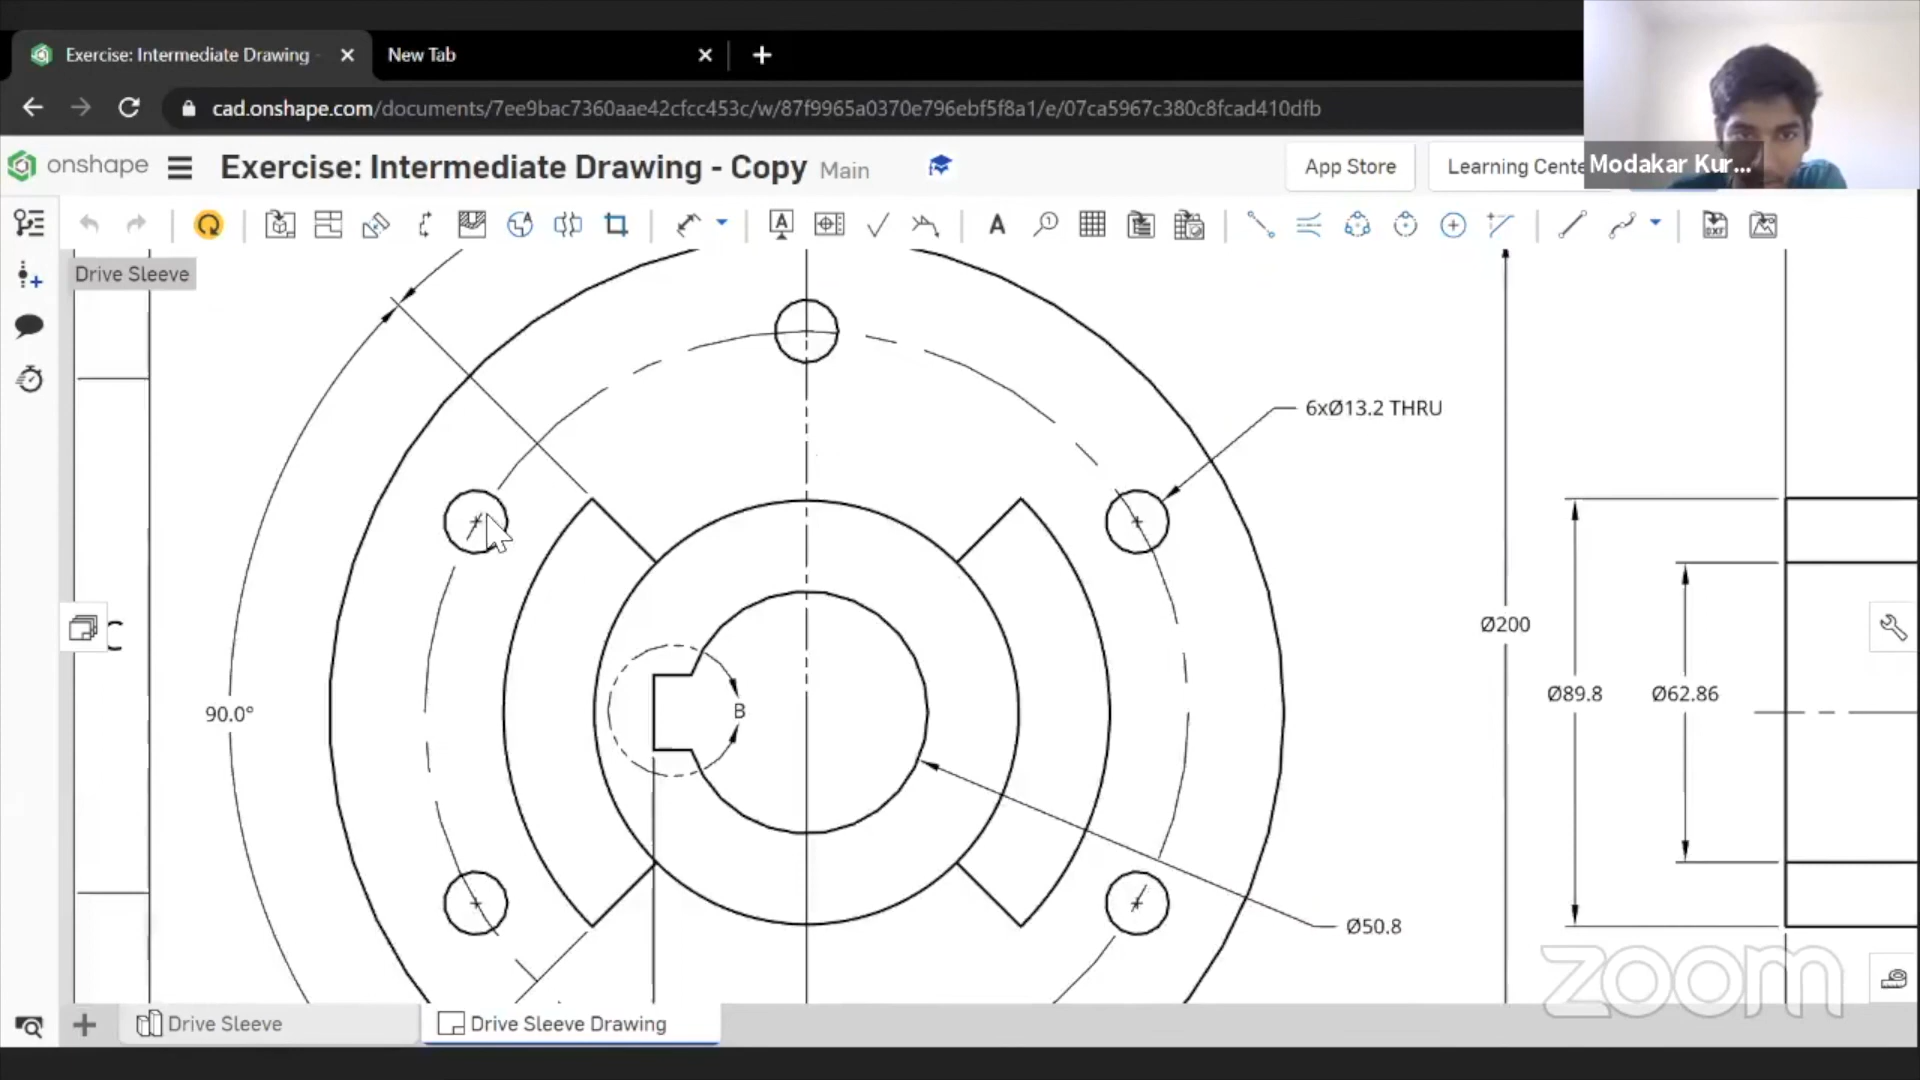 Exercise: Intermediate Drawing
New Tab
cad.onshape.com/documents/7ee9bac7360aae42cfcc453c/w/87f9965a0370e796ebf5f8a1/e/07ca5967c380c8fcad410dfb
onshape
Exercise: Intermediate Drawing - Copy Main
App Store
Learning Cente
Modakar Kur...
Drive Sleeve
6xØ13.2 THRU
Ø200
C
Ø89.8
Ø62.86
90.0°
B
Ø50.8
zoom
Drive Sleeve
Drive Sleeve Drawing